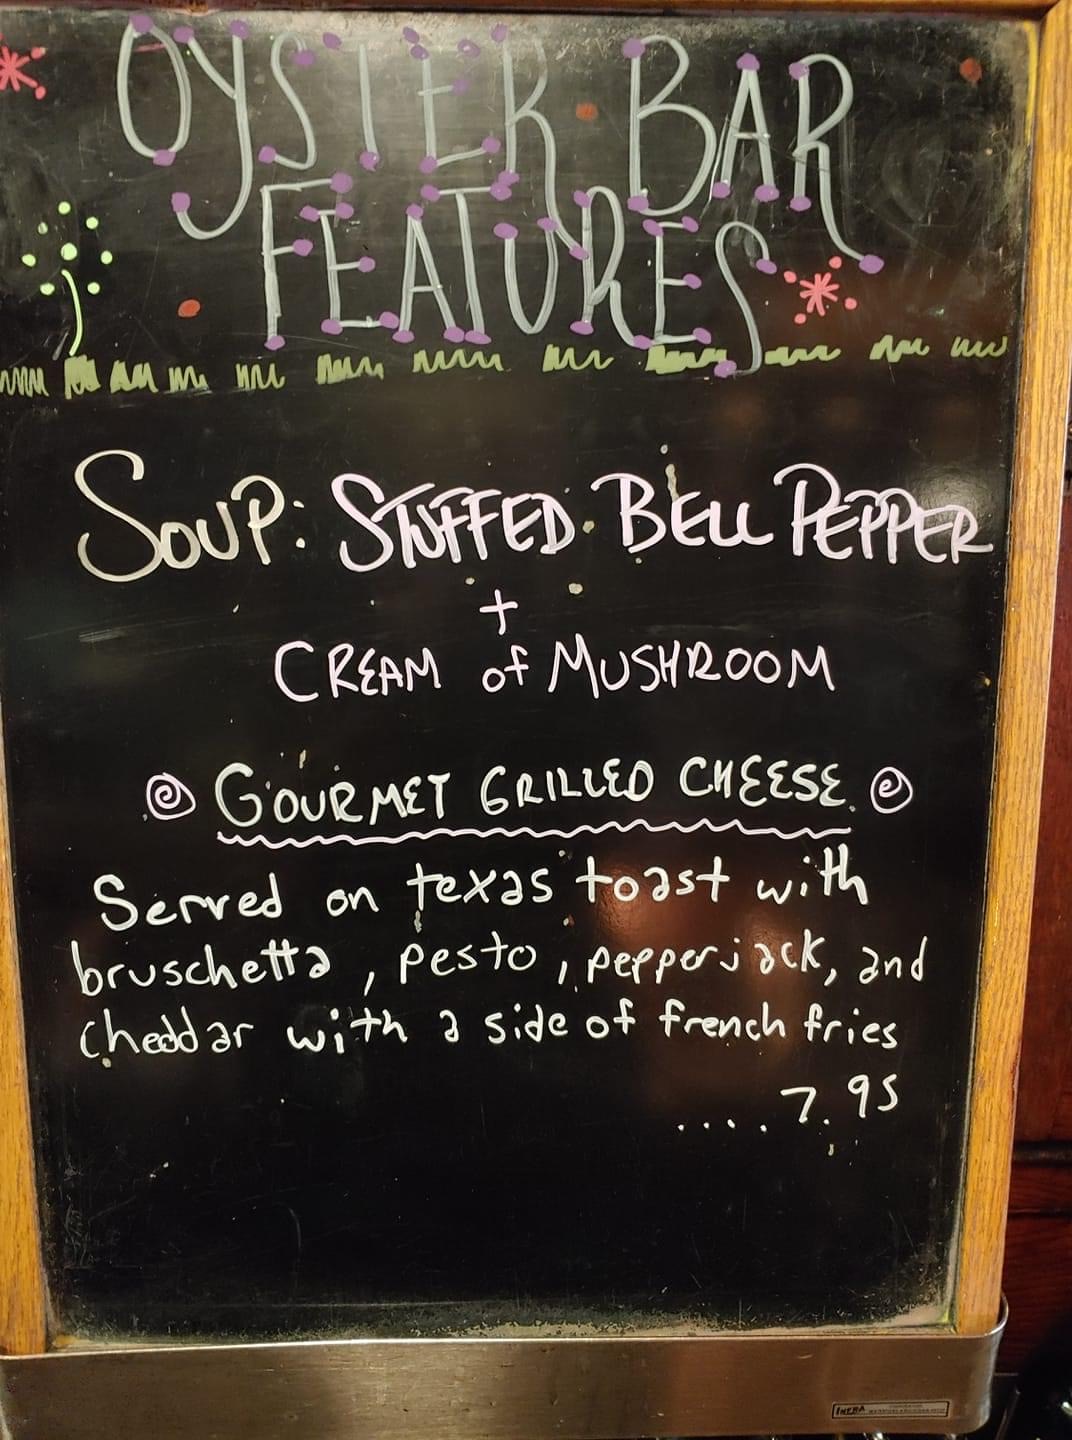 OYSTER BAR
FEATURES
SOUP: STUFFED BELL PEPPER
+
CREAM of MUSHROOM
GOURMET GRILLED CHEESE
Served on texas toast with
bruschetta, pesto, pepperjack, and
cheddar with a side of french fries
.... 7.95
INFRA